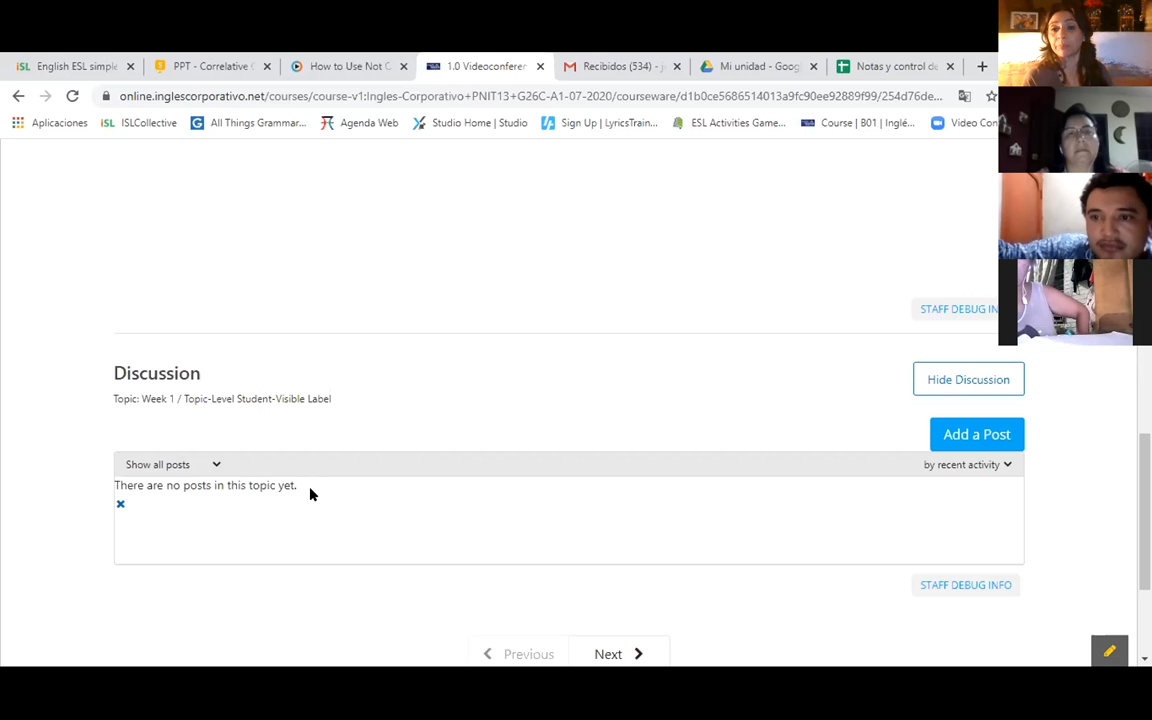 iSL English ESL simple
PPT - Correlative C
How to Use Not O
1.0 Videoconferen
Recibidos (534) - j
Mi unidad - Goog
Notas y control de
online.inglescorporativo.net/courses/course-v1:Ingles-Corporativo+PNIT13+G26C-A1-07-2020/courseware/d1b0ce5686514013a9fc90ee92889f99/254d76de...
Aplicaciones
iSL ISLCollective
All Things Grammar...
Agenda Web
Studio Home | Studio
Sign Up | LyricsTrain...
ESL Activities Game...
Course | B01 | Inglé...
Video Con
STAFF DEBUG IN
Discussion
Hide Discussion
Topic: Week 1 / Topic-Level Student-Visible Label
Add a Post
Show all posts
by recent activity
There are no posts in this topic yet.
STAFF DEBUG INFO
Previous
Next